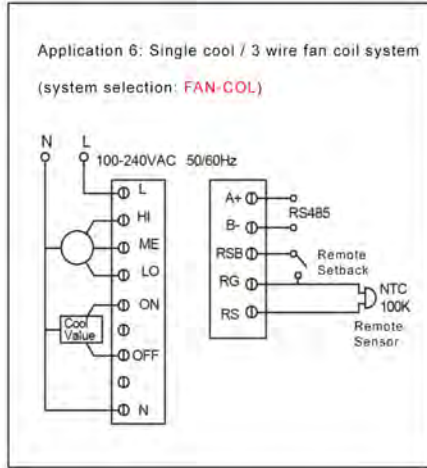 Application 6: Single cool / 3 wire fan coil system
(system selection: FAN-COL)
N L
100-240VAC 50/60Hz
L
HI
ME
LO
ON
Cool
Value
OFF
N
A+
RS485
B-
RSB
Remote
Setback
RG
NTC
100K
RS
Remote
Sensor